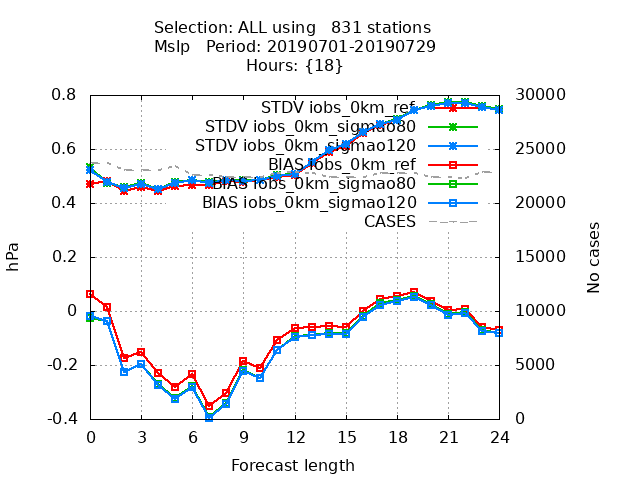 Selection: ALL using   831 stations
Mslp   Period: 20190701-20190729
Hours: {18}
0.8
0.6
0.4
0.2
0
-0.2
-0.4
hPa
STDV iobs_0km_ref
STDV iobs_0km_sigmao80
STDV iobs_0km_sigmao120
BIAS iobs_0km_ref
BIAS iobs_0km_sigmao80
BIAS iobs_0km_sigmao120
CASES
30000
25000
20000
15000
10000
5000
0
No cases
0 3 6 9 12 15 18 21 24
Forecast length